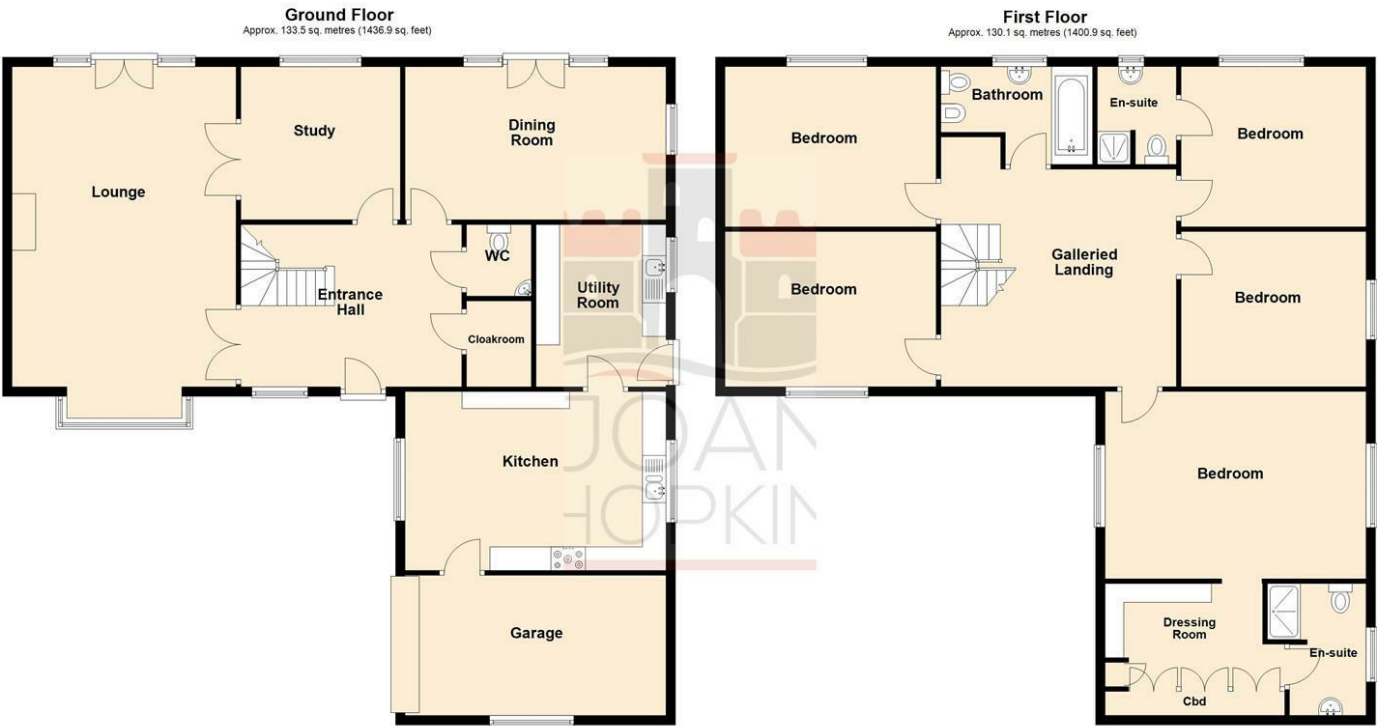 Ground Floor
Approx. 133.5 sq. metres (1436.9 sq. feet)
Lounge
Study
Dining
Room
Entrance
Hall
WC
Cloakroom
Utility
Room
Kitchen
Garage
First Floor
Approx. 130.1 sq. metres (1400.9 sq. feet)
Bedroom
Bathroom
En-suite
Bedroom
Bedroom
Galleried
Landing
Bedroom
Bedroom
Dressing
Room
En-suite
Cbd
JOAN
HOPKIN